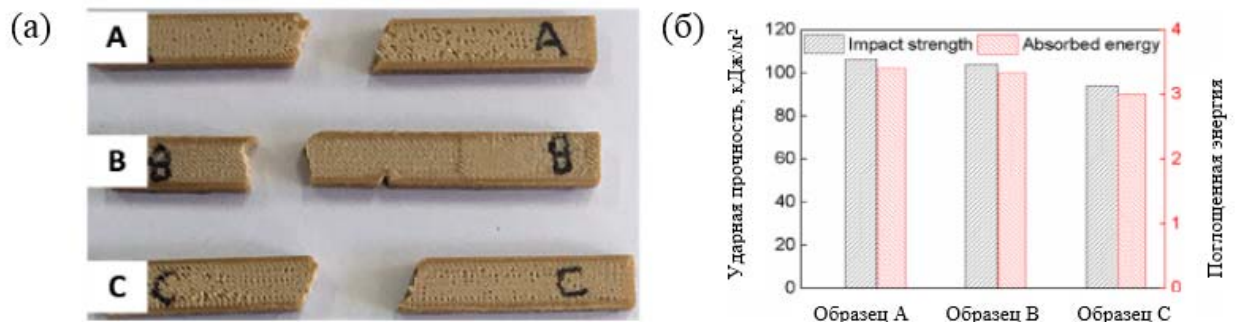 (а)
A
A
B
B
B
C
C
C
(б)
Ударная прочность, кДж/м²
120
100
80
60
40
20
0
Impact strength
Absorbed energy
4
3
2
1
0
Поглощенная энергия
Образец А
Образец В
Образец С